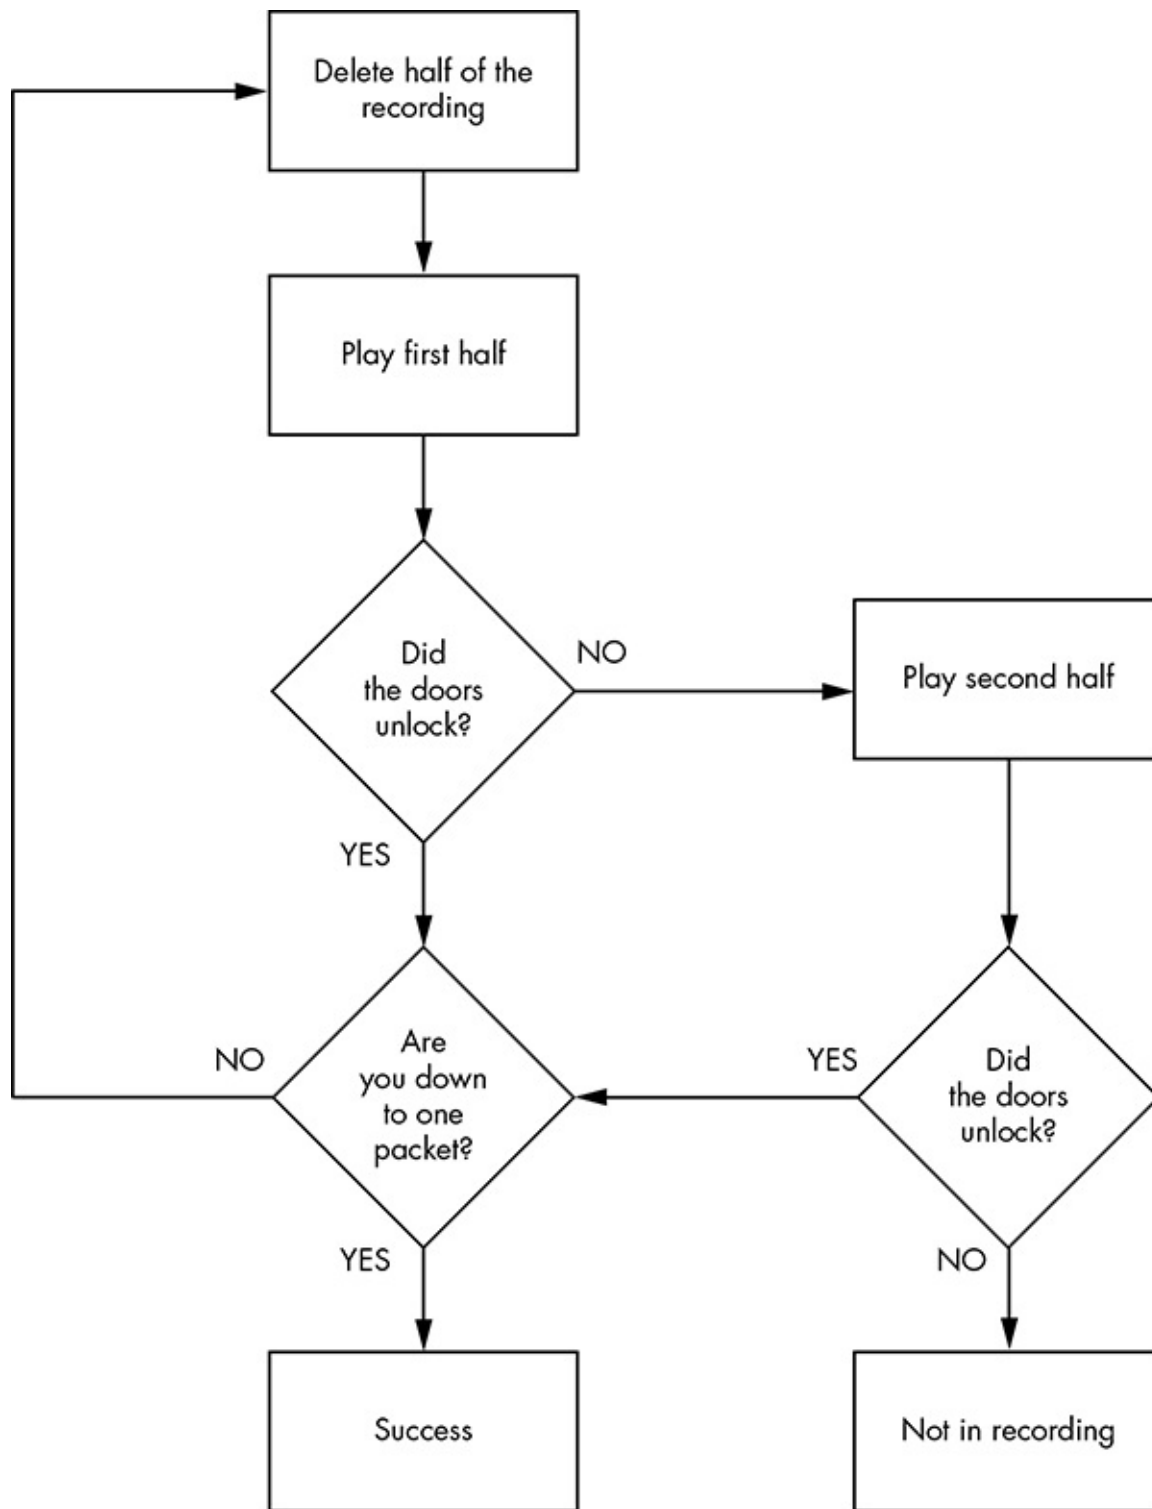 Delete half of the
recording
Play first half
Did
the doors
unlock?
NO
Play second half
YES
Are
you down
to one
packet?
NO
YES
Did
the doors
unlock?
YES
NO
Success
Not in recording